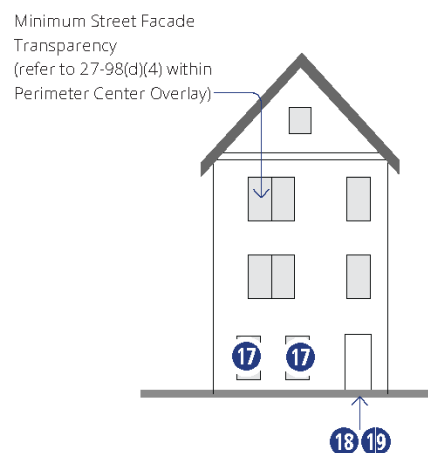 Minimum Street Facade
Transparency
(refer to 27-98(d)(4) within
Perimeter Center Overlay)
17 17
18 19